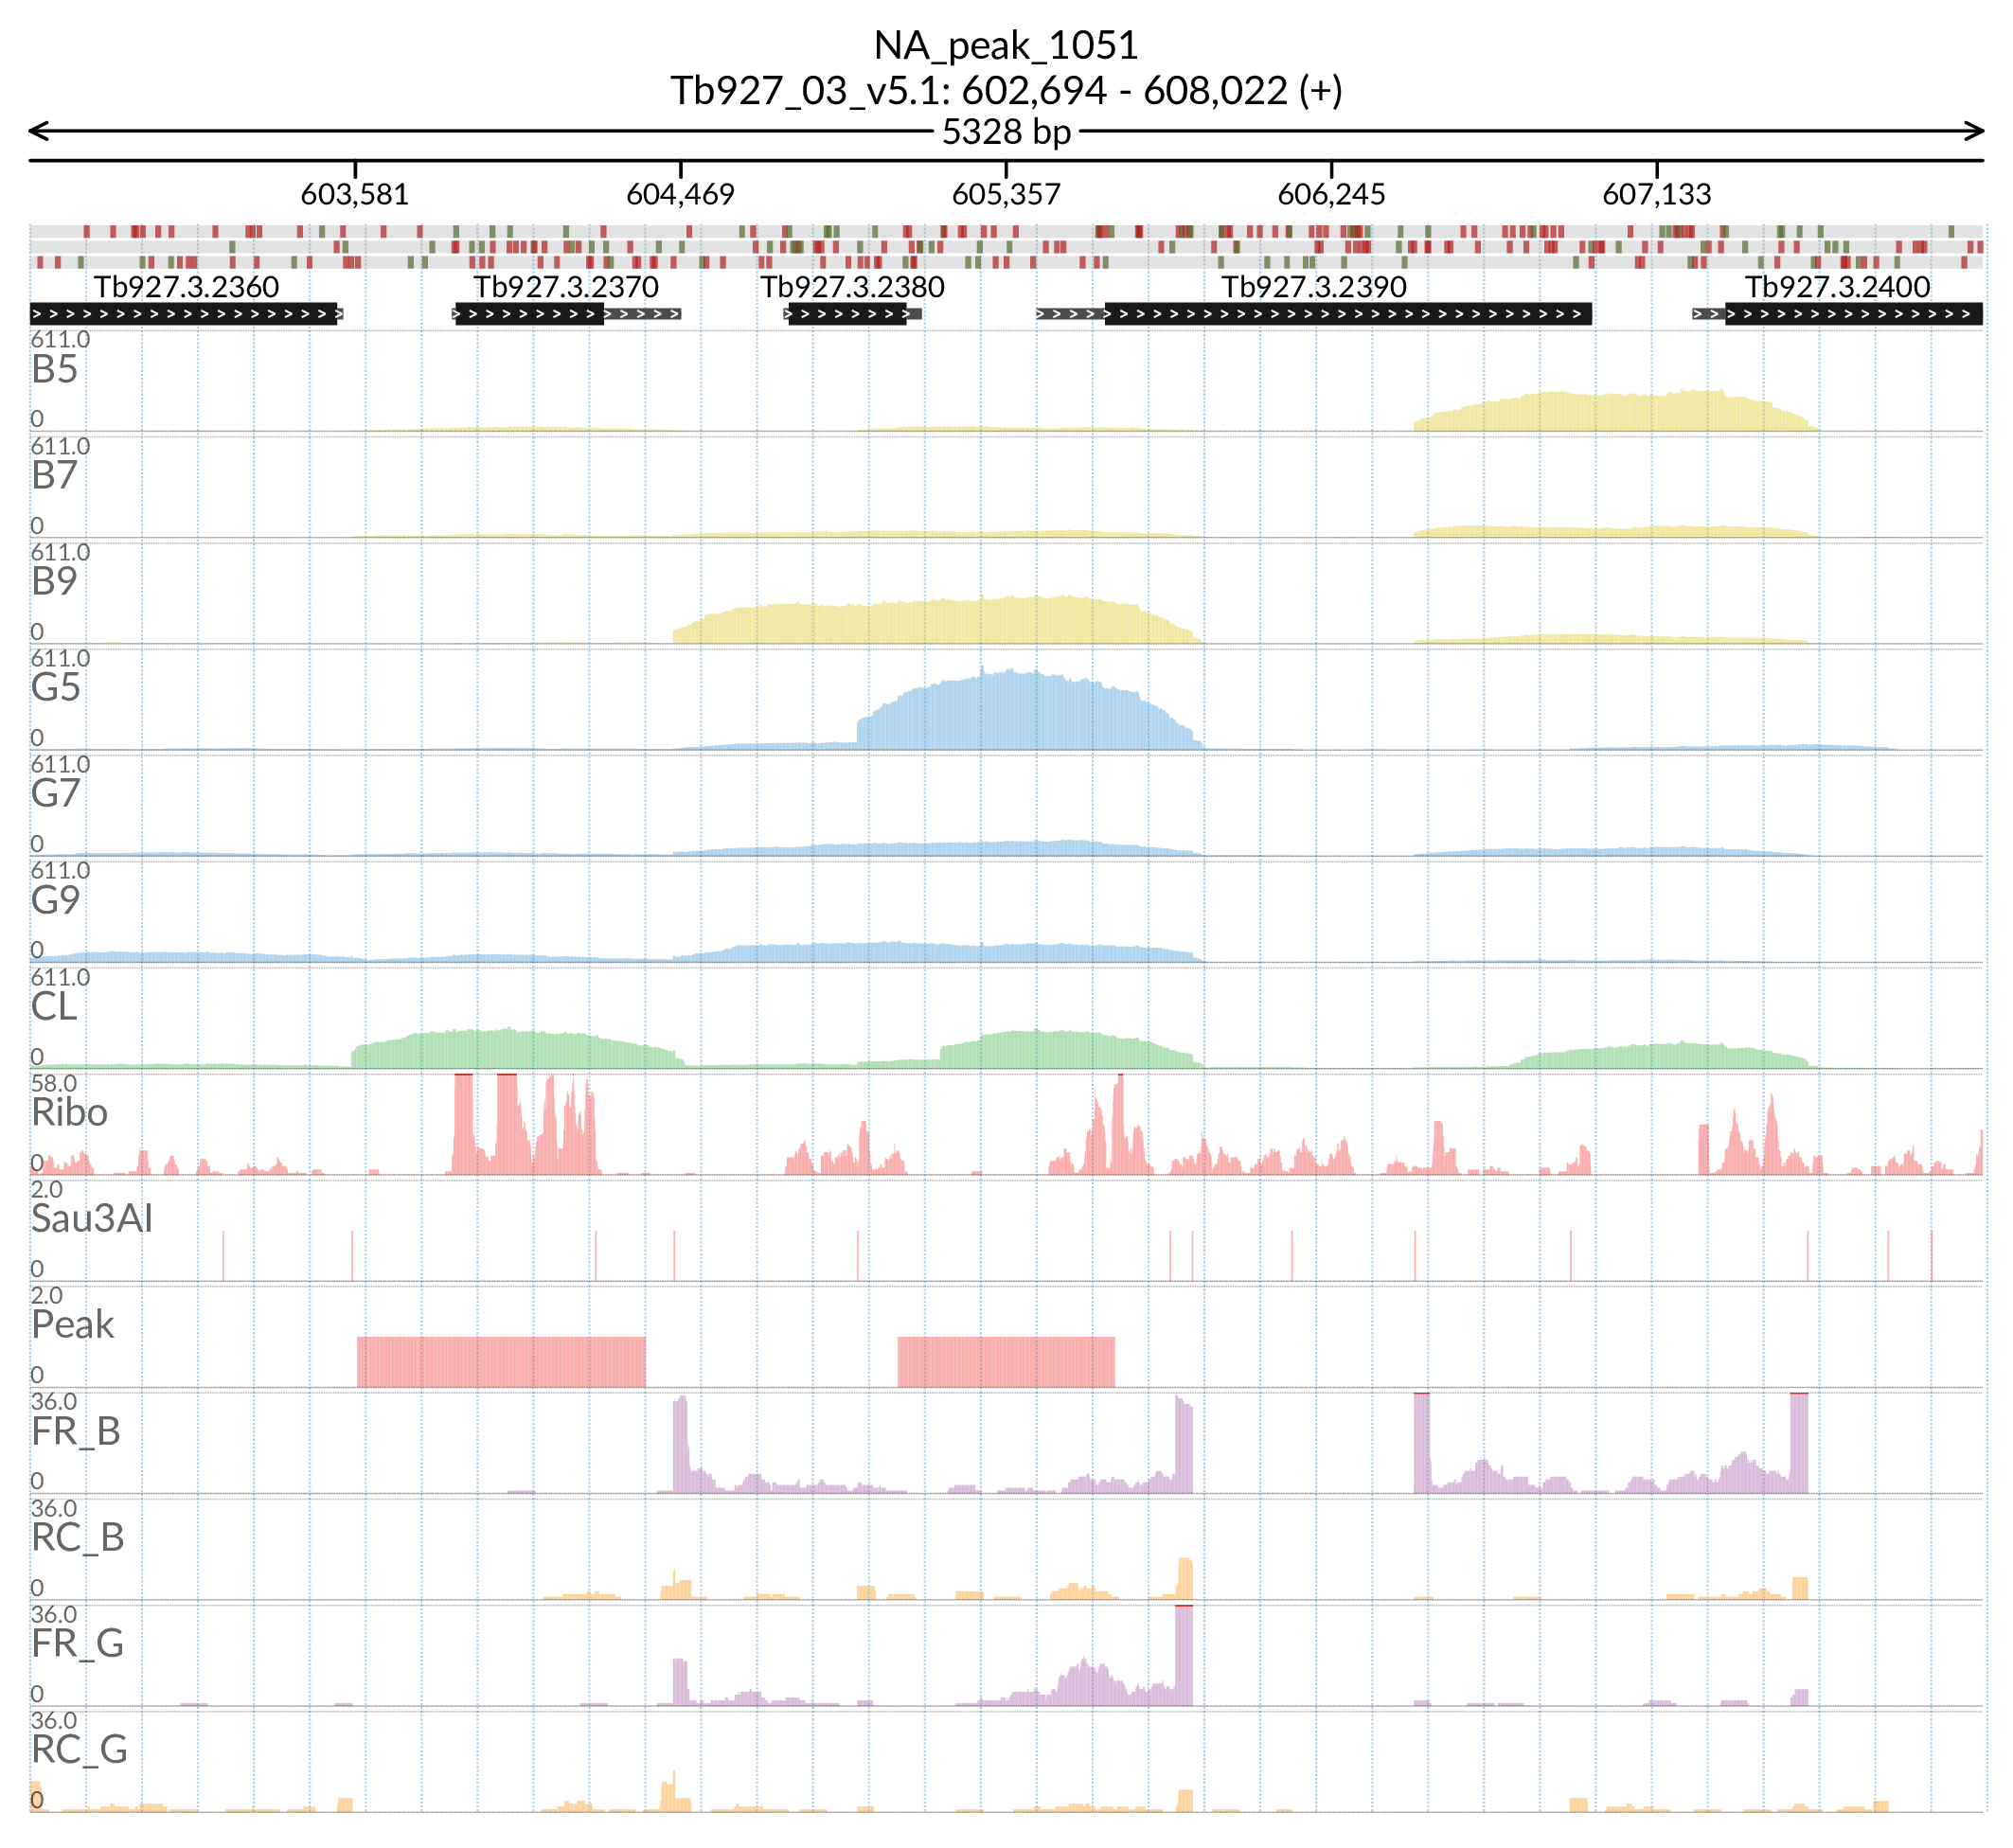 NA_peak_1051
Tb927_03_v5.1: 602,694 - 608,022 (+)
5328 bp
603,581 604,469 605,357 606,245 607,133
Tb927.3.2360 Tb927.3.2370 Tb927.3.2380 Tb927.3.2390 Tb927.3.2400
611.0
B5
0
611.0
B7
0
611.0
B9
0
611.0
G5
0
611.0
G7
0
611.0
G9
0
611.0
CL
0
58.0
Ribo
0
2.0
Sau3AI
0
2.0
Peak
0
36.0
FR_B
0
36.0
RC_B
0
36.0
FR_G
0
36.0
RC_G
0